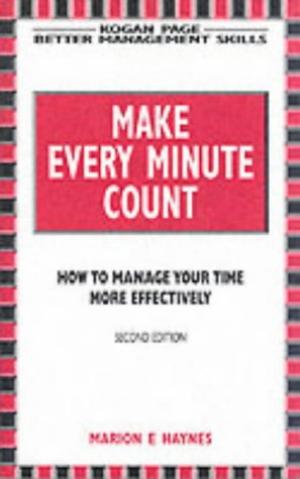 KOGAN PAGE
BETTER MANAGEMENT SKILLS
MAKE
EVERY MINUTE
COUNT
HOW TO MANAGE YOUR TIME
MORE EFFECTIVELY
SECOND EDITION
MARION E HAYNES